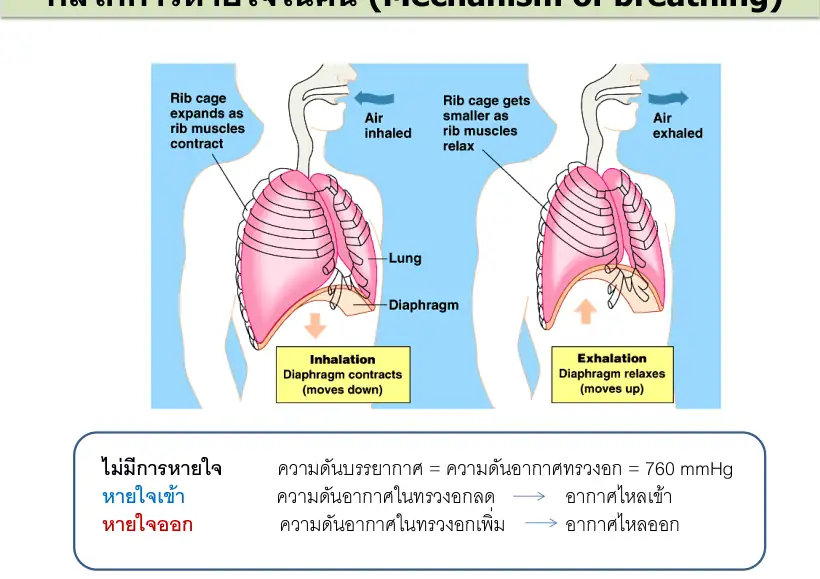 (Mechanism of breathing)
Rib cage
expands as
rib muscles
contract
Air
inhaled
Rib cage gets
smaller as
rib muscles
relax
Air
exhaled
Lung
Diaphragm
Inhalation
Diaphragm contracts
(moves down)
Exhalation
Diaphragm relaxes
(moves up)
ไม่มีการหายใจ ความดันบรรยากาศ = ความดันอากาศทรวงอก = 760 mmHg
หายใจเข้า ความดันอากาศในทรวงอกลด → อากาศไหลเข้า
หายใจออก ความดันอากาศในทรวงอกเพิ่ม → อากาศไหลออก